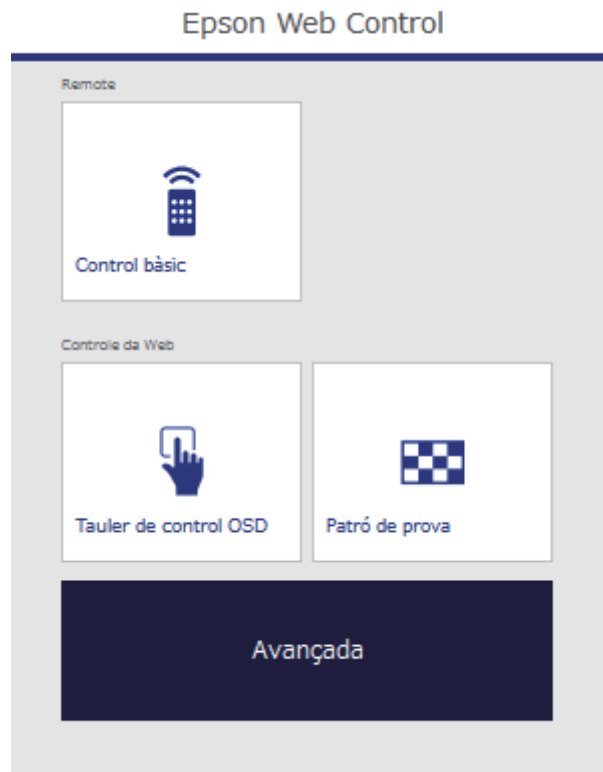 Epson Web Control
Remote
Control bàsic
Controle da Web
Tauler de control OSD
Patró de prova
Avançada